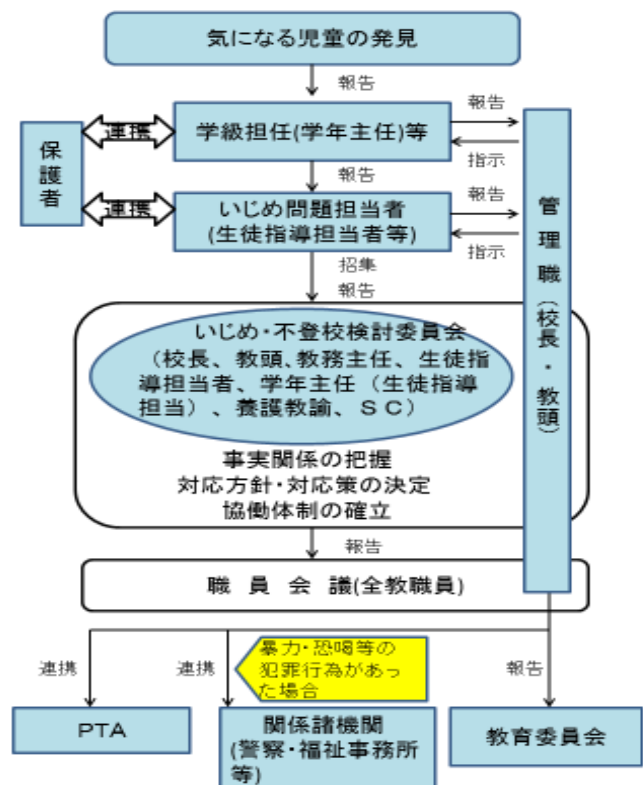 気になる児童の発見
報告
学級担任(学年主任)等
報告
指示
連携
保護者
報告
連携
いじめ問題担当者
(生徒指導担当者等)
報告
指示
管理職(校長・教頭)
招集
報告
いじめ・不登校検討委員会
(校長、教頭、教務主任、生徒指
導担当者、学年主任(生徒指導
担当)、養護教諭、SC)
事実関係の把握
対応方針・対応策の決定
協働体制の確立
報告
職員会議(全教職員)
連携
連携
暴力・恐喝等の
犯罪行為があっ
た場合
報告
PTA
関係諸機関
(警察・福祉事務所
等)
教育委員会